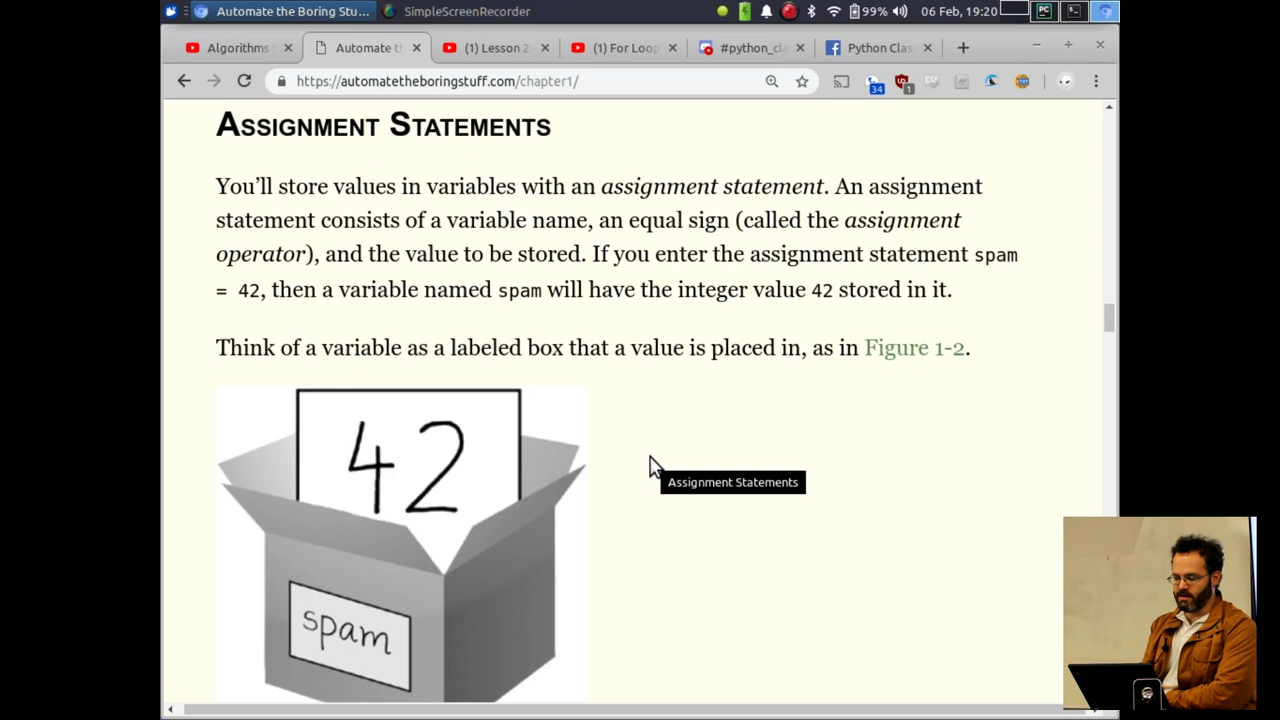 Automate the Boring Stu...
SimpleScreenRecorder
99%
06 Feb, 19:20
Algorithms
Automate th
(1) Lesson 2
(1) For Loop
#python_cla
Python Clas
https://automatetheboringstuff.com/chapter1/
34
1
ASSIGNMENT STATEMENTS
You’ll store values in variables with an assignment statement. An assignment
statement consists of a variable name, an equal sign (called the assignment
operator), and the value to be stored. If you enter the assignment statement spam
= 42, then a variable named spam will have the integer value 42 stored in it.
Think of a variable as a labeled box that a value is placed in, as in Figure 1-2.
42
Assignment Statements
spam